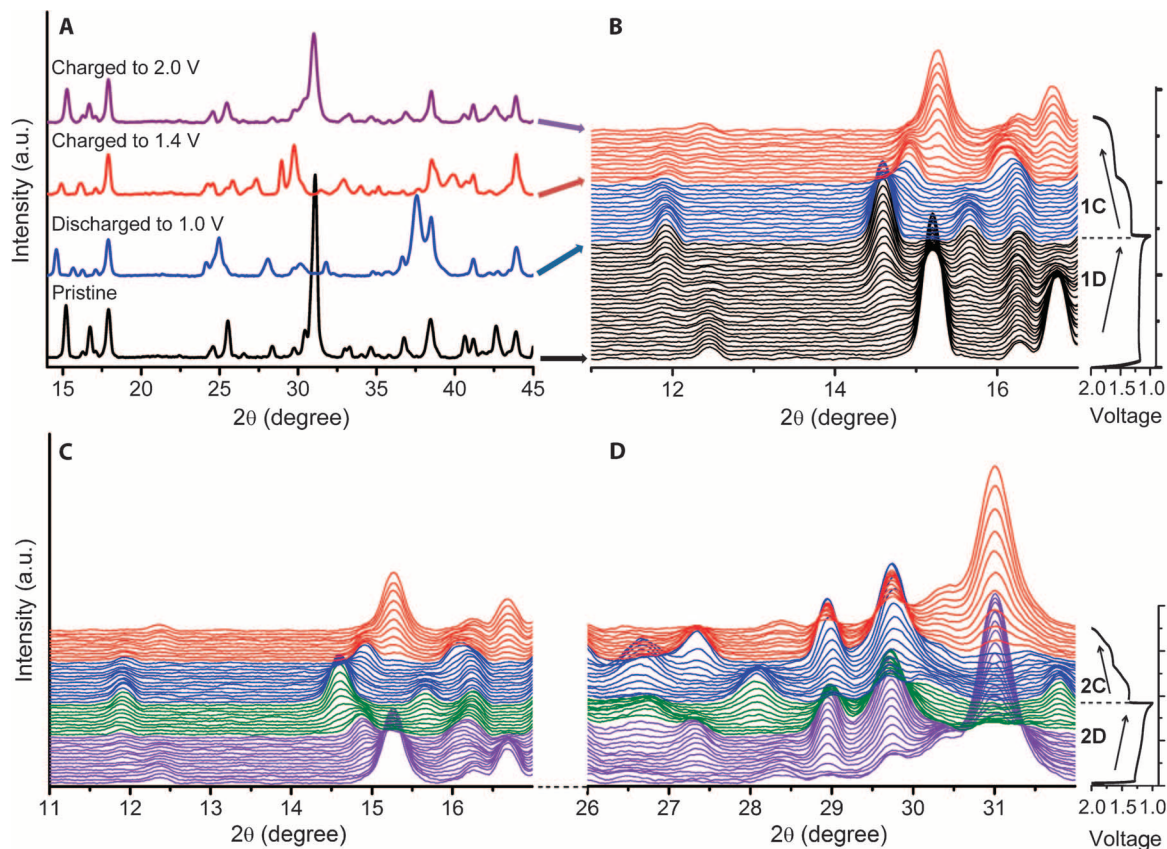 A
B
Charged to 2.0 V
Charged to 1.4 V
Discharged to 1.0 V
Pristine
Intensity (a.u.)
15 20 25 30 35 40 45
2θ (degree)
12 14 16
2θ (degree)
1C
1D
2.0 1.5 1.0
Voltage
C
D
Intensity (a.u.)
11 12 13 14 15 16
2θ (degree)
26 27 28 29 30 31
2θ (degree)
2C
2D
2.0 1.5 1.0
Voltage